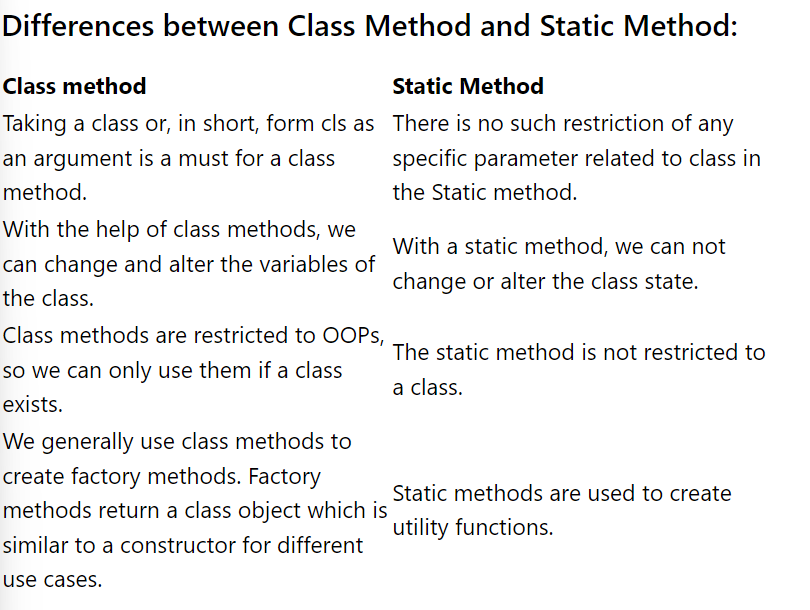 Differences between Class Method and Static Method:
Class method
Static Method
Taking a class or, in short, form cls as
an argument is a must for a class
method.
There is no such restriction of any
specific parameter related to class in
the Static method.
With the help of class methods, we
can change and alter the variables of
the class.
With a static method, we can not
change or alter the class state.
Class methods are restricted to OOPs,
so we can only use them if a class
exists.
The static method is not restricted to
a class.
We generally use class methods to
create factory methods. Factory
methods return a class object which is
similar to a constructor for different
use cases.
Static methods are used to create
utility functions.